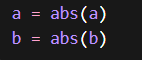 a = abs(a)
b = abs(b)